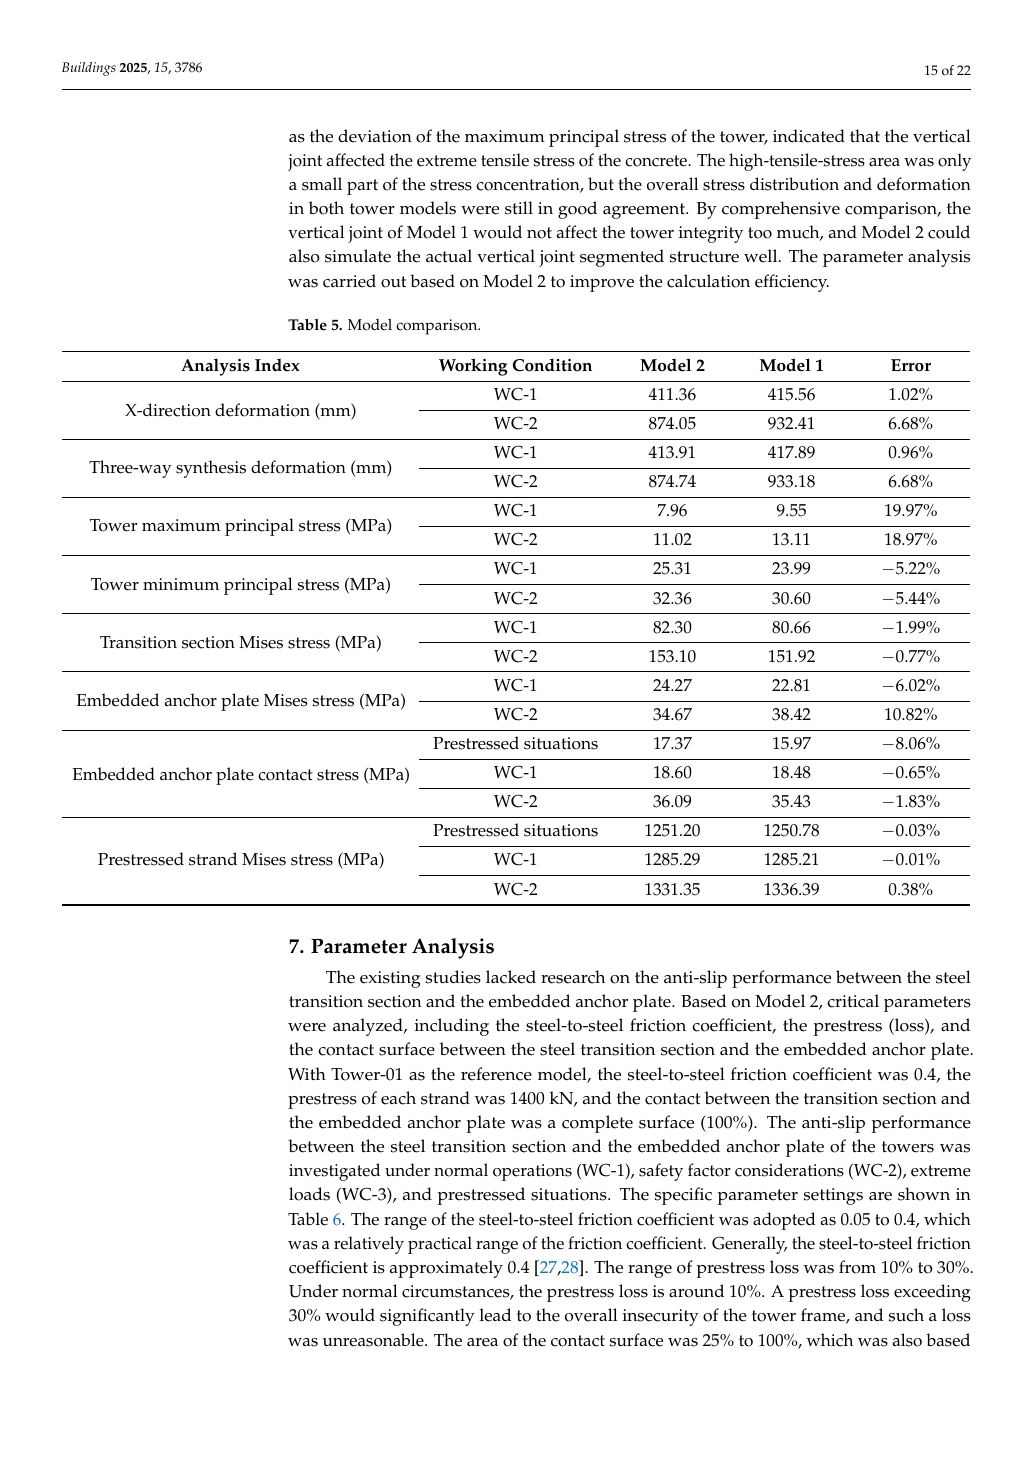 Buildings 2025, 15, 3786
15 of 22
as the deviation of the maximum principal stress of the tower, indicated that the vertical
joint affected the extreme tensile stress of the concrete. The high-tensile-stress area was only
a small part of the stress concentration, but the overall stress distribution and deformation
in both tower models were still in good agreement. By comprehensive comparison, the
vertical joint of Model 1 would not affect the tower integrity too much, and Model 2 could
also simulate the actual vertical joint segmented structure well. The parameter analysis
was carried out based on Model 2 to improve the calculation efficiency.
Table 5. Model comparison.
Analysis Index Working Condition Model 2 Model 1 Error
X-direction deformation (mm)
WC-1 411.36 415.56 1.02%
WC-2 874.05 932.41 6.68%
Three-way synthesis deformation (mm)
WC-1 413.91 417.89 0.96%
WC-2 874.74 933.18 6.68%
Tower maximum principal stress (MPa)
WC-1 7.96 9.55 19.97%
WC-2 11.02 13.11 18.97%
Tower minimum principal stress (MPa)
WC-1 25.31 23.99 −5.22%
WC-2 32.36 30.60 −5.44%
Transition section Mises stress (MPa)
WC-1 82.30 80.66 −1.99%
WC-2 153.10 151.92 −0.77%
Embedded anchor plate Mises stress (MPa)
WC-1 24.27 22.81 −6.02%
WC-2 34.67 38.42 10.82%
Embedded anchor plate contact stress (MPa)
Prestressed situations 17.37 15.97 −8.06%
WC-1 18.60 18.48 −0.65%
WC-2 36.09 35.43 −1.83%
Prestressed strand Mises stress (MPa)
Prestressed situations 1251.20 1250.78 −0.03%
WC-1 1285.29 1285.21 −0.01%
WC-2 1331.35 1336.39 0.38%
7. Parameter Analysis
The existing studies lacked research on the anti-slip performance between the steel
transition section and the embedded anchor plate. Based on Model 2, critical parameters
were analyzed, including the steel-to-steel friction coefficient, the prestress (loss), and
the contact surface between the steel transition section and the embedded anchor plate.
With Tower-01 as the reference model, the steel-to-steel friction coefficient was 0.4, the
prestress of each strand was 1400 kN, and the contact between the transition section and
the embedded anchor plate was a complete surface (100%). The anti-slip performance
between the steel transition section and the embedded anchor plate of the towers was
investigated under normal operations (WC-1), safety factor considerations (WC-2), extreme
loads (WC-3), and prestressed situations. The specific parameter settings are shown in
Table 6. The range of the steel-to-steel friction coefficient was adopted as 0.05 to 0.4, which
was a relatively practical range of the friction coefficient. Generally, the steel-to-steel friction
coefficient is approximately 0.4 [27,28]. The range of prestress loss was from 10% to 30%.
Under normal circumstances, the prestress loss is around 10%. A prestress loss exceeding
30% would significantly lead to the overall insecurity of the tower frame, and such a loss
was unreasonable. The area of the contact surface was 25% to 100%, which was also based